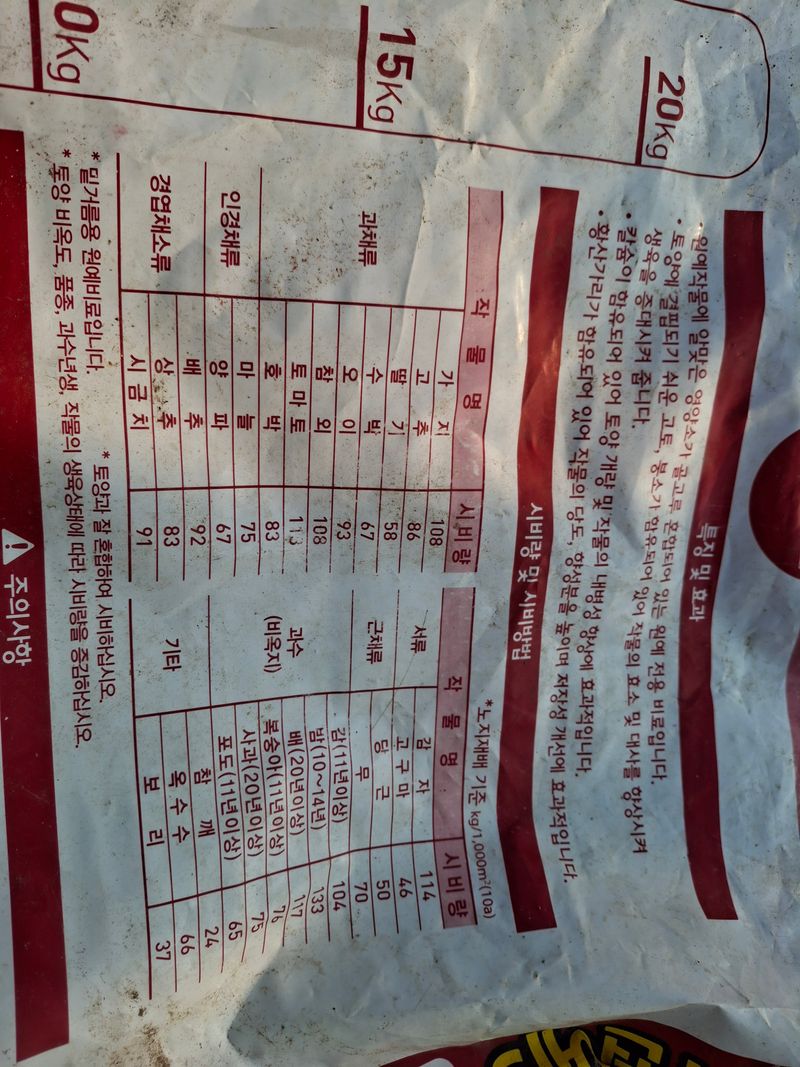 특징 및 효과
* 원예작물에 알맞은 영양소가 골고루 혼합되어 있는 원예 전용 비료입니다.
* 토양에 결핍되기 쉬운 고토, 붕소가 함유되어 있어 작물의 효소 및 대사를 향상시켜
생육을 증대시켜 줍니다.
* 칼슘이 함유되어 있어 토양 개량 및 작물의 내병성 향상에 효과적입니다.
* 황산가리가 함유되어 있어 작물의 당도, 향성분을 높이며 저장성 개선에 효과적입니다.
20Kg
15Kg
0Kg
시비량 및 시비방법
*노지재배 기준 kg/1,000m²(10a)
작 물 명 시비량 작 물 명 시비량
과채류 가 지 108 서류 감 자 114
고 추 86 고구마 46
딸 기 58 근채류 당 근 50
수 박 67 무 70
오 이 93 과수 (비옥지) 감(11년이상) 104
참 외 108 밤(10~14년) 133
토마토 113 배(20년이상) 117
호 박 83 복숭아(11년이상) 76
인경채류 마 늘 75 사과(20년이상) 75
양 파 67 포도(11년이상) 65
경엽채소류 배 추 92 기타 참 깨 24
상 추 83 옥수수 66
시금치 91 보 리 37
* 밑거름용 원예비료입니다. * 토양과 잘 혼합하여 시비하십시오.
* 토양 비옥도, 품종, 과수년생, 작물의 생육상태에 따라 시비량을 증감하십시오.
주의사항